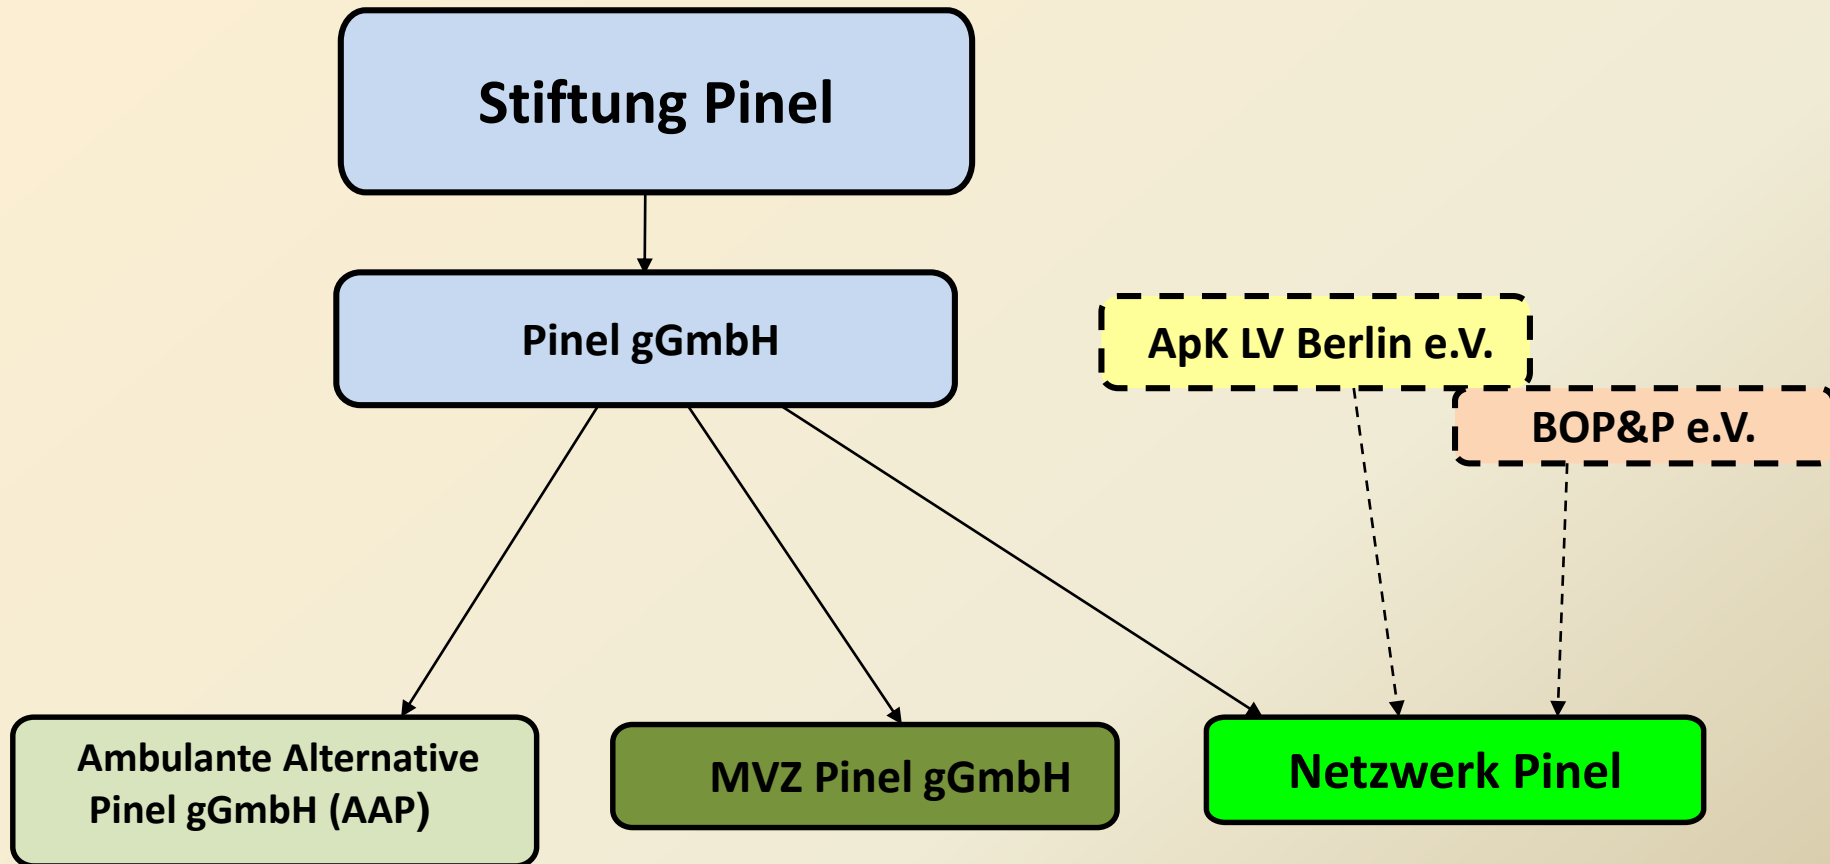 Stiftung Pinel
Pinel gGmbH
ApK LV Berlin e.V.
BOP&P e.V.
Ambulante Alternative
Pinel gGmbH (AAP)
MVZ Pinel gGmbH
Netzwerk Pinel